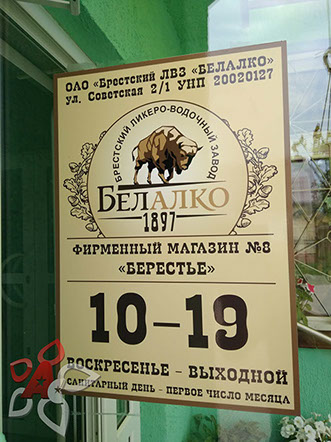 ОАО «Брестский ЛВЗ «БЕЛАЛКО»
ул. Советская 2/1 УНП 20020127
БРЕСТСКИЙ ЛИКЕРО-ВОДОЧНЫЙ ЗАВОД
БЕЛАЛКО
1897
ФИРМЕННЫЙ МАГАЗИН №8
«БЕРЕСТЬЕ»
10–19
ВОСКРЕСЕНЬЕ – ВЫХОДНОЙ
САНИТАРНЫЙ ДЕНЬ – ПЕРВОЕ ЧИСЛО МЕСЯЦА